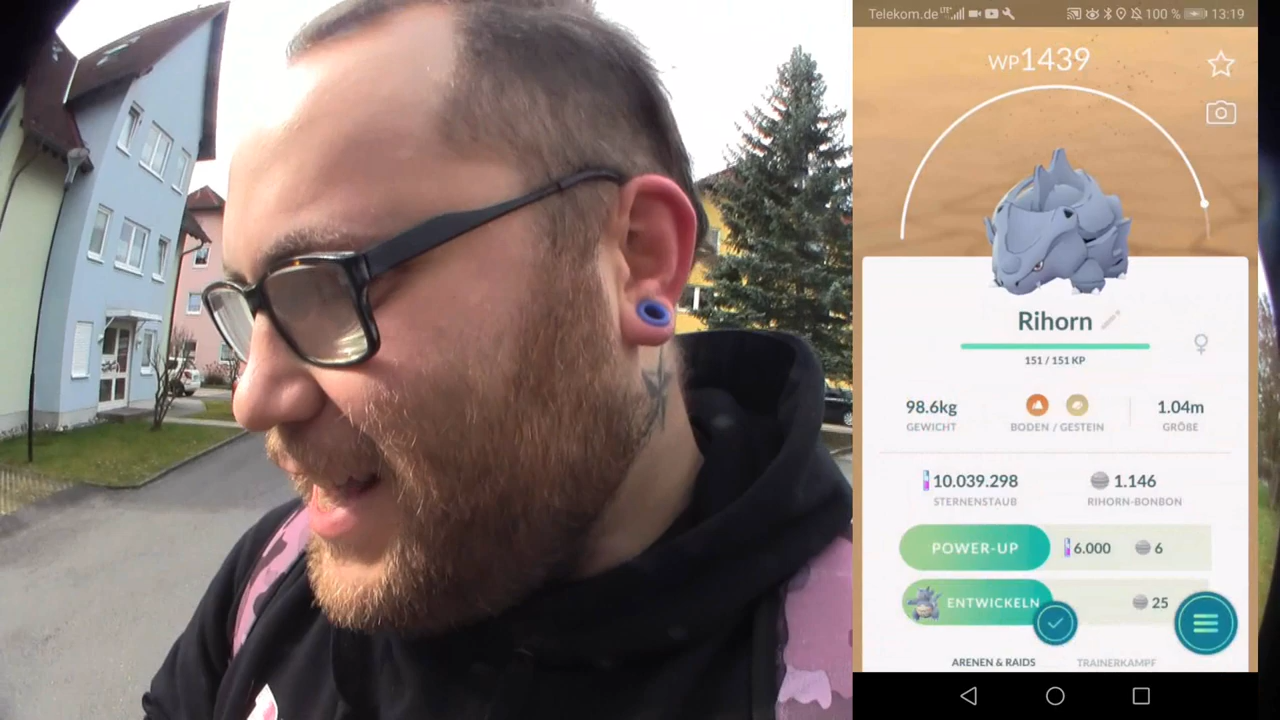 Telekom.de LTE 100 % 13:19
WP1439
Rihorn
151 / 151 KP
98.6kg 1.04m
GEWICHT BODEN / GESTEIN GRÖßE
10.039.298 1.146
STERNENSTAUB RIHORN-BONBON
POWER-UP 6.000 6
ENTWICKELN 25
ARENEN & RAIDS TRAINERKAMPF